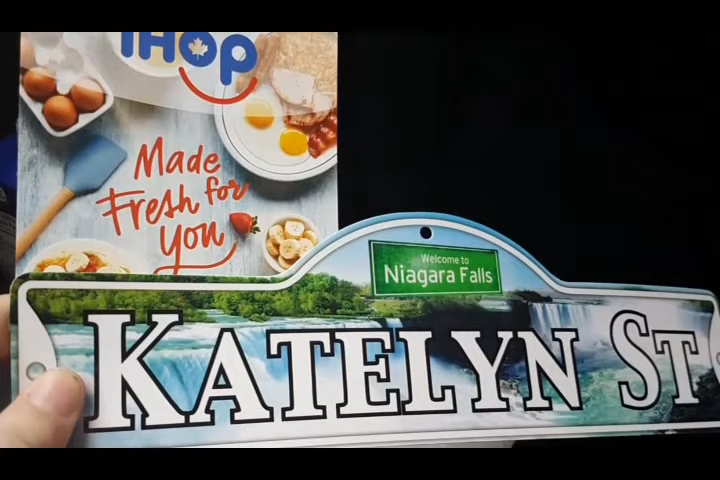 IHOP
Made
Fresh for
You
Welcome to
Niagara Falls
KATELYN ST